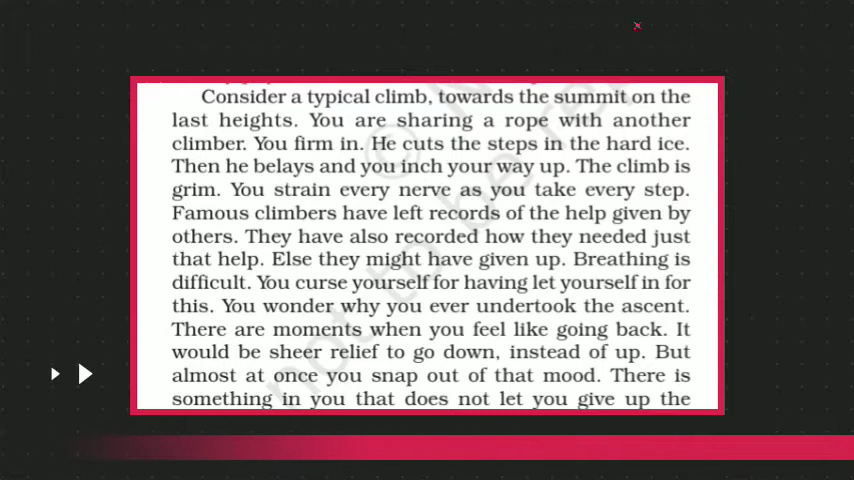 Consider a typical climb, towards the summit on the
last heights. You are sharing a rope with another
climber. You firm in. He cuts the steps in the hard ice.
Then he belays and you inch your way up. The climb is
grim. You strain every nerve as you take every step.
Famous climbers have left records of the help given by
others. They have also recorded how they needed just
that help. Else they might have given up. Breathing is
difficult. You curse yourself for having let yourself in for
this. You wonder why you ever undertook the ascent.
There are moments when you feel like going back. It
would be sheer relief to go down, instead of up. But
almost at once you snap out of that mood. There is
something in you that does not let you give up the
© N
not to be re